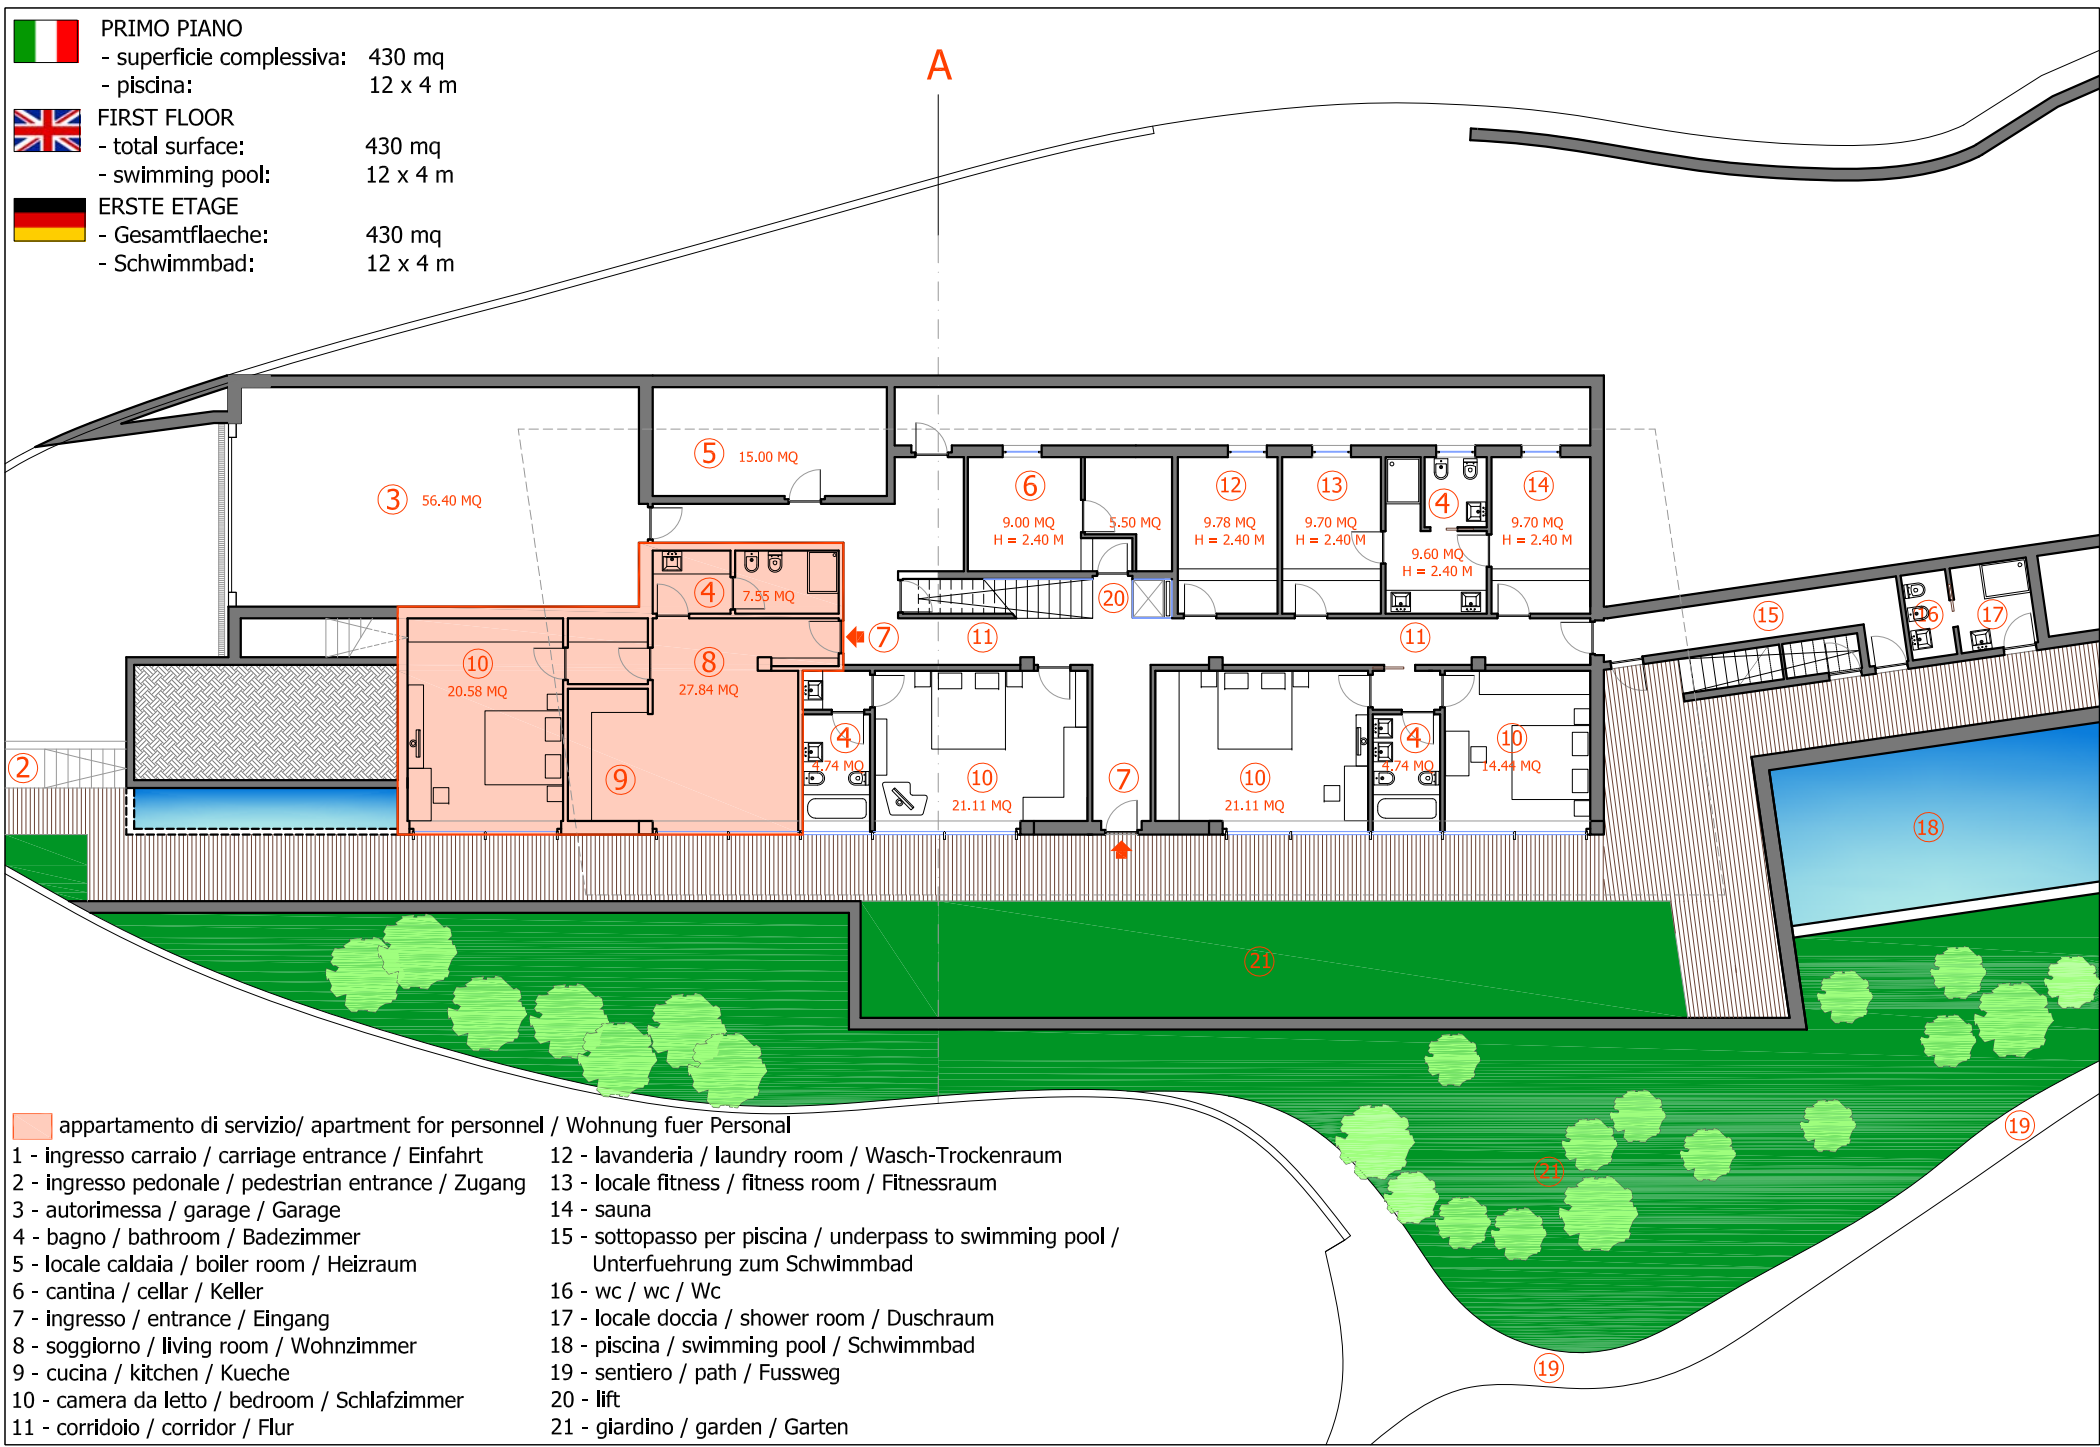 PRIMO PIANO
- superficie complessiva: 430 mq
- piscina: 12 x 4 m
FIRST FLOOR
- total surface: 430 mq
- swimming pool: 12 x 4 m
ERSTE ETAGE
- Gesamtflaeche: 430 mq
- Schwimmbad: 12 x 4 m
A
5 15.00 MQ
3 56.40 MQ
6
9.00 MQ
H = 2.40 M
5.50 MQ
12
9.78 MQ
H = 2.40 M
13
9.70 MQ
H = 2.40 M
4
9.60 MQ
H = 2.40 M
14
9.70 MQ
H = 2.40 M
4 7.55 MQ
20
7
11
11
15
16
17
10
20.58 MQ
8
27.84 MQ
9
4
4.74 MQ
10
21.11 MQ
7
10
21.11 MQ
4
4.74 MQ
10
14.44 MQ
2
18
21
21
19
19
appartamento di servizio/ apartment for personnel / Wohnung fuer Personal
1 - ingresso carraio / carriage entrance / Einfahrt
2 - ingresso pedonale / pedestrian entrance / Zugang
3 - autorimessa / garage / Garage
4 - bagno / bathroom / Badezimmer
5 - locale caldaia / boiler room / Heizraum
6 - cantina / cellar / Keller
7 - ingresso / entrance / Eingang
8 - soggiorno / living room / Wohnzimmer
9 - cucina / kitchen / Kueche
10 - camera da letto / bedroom / Schlafzimmer
11 - corridoio / corridor / Flur
12 - lavanderia / laundry room / Wasch-Trockenraum
13 - locale fitness / fitness room / Fitnessraum
14 - sauna
15 - sottopasso per piscina / underpass to swimming pool /
Unterfuehrung zum Schwimmbad
16 - wc / wc / Wc
17 - locale doccia / shower room / Duschraum
18 - piscina / swimming pool / Schwimmbad
19 - sentiero / path / Fussweg
20 - lift
21 - giardino / garden / Garten